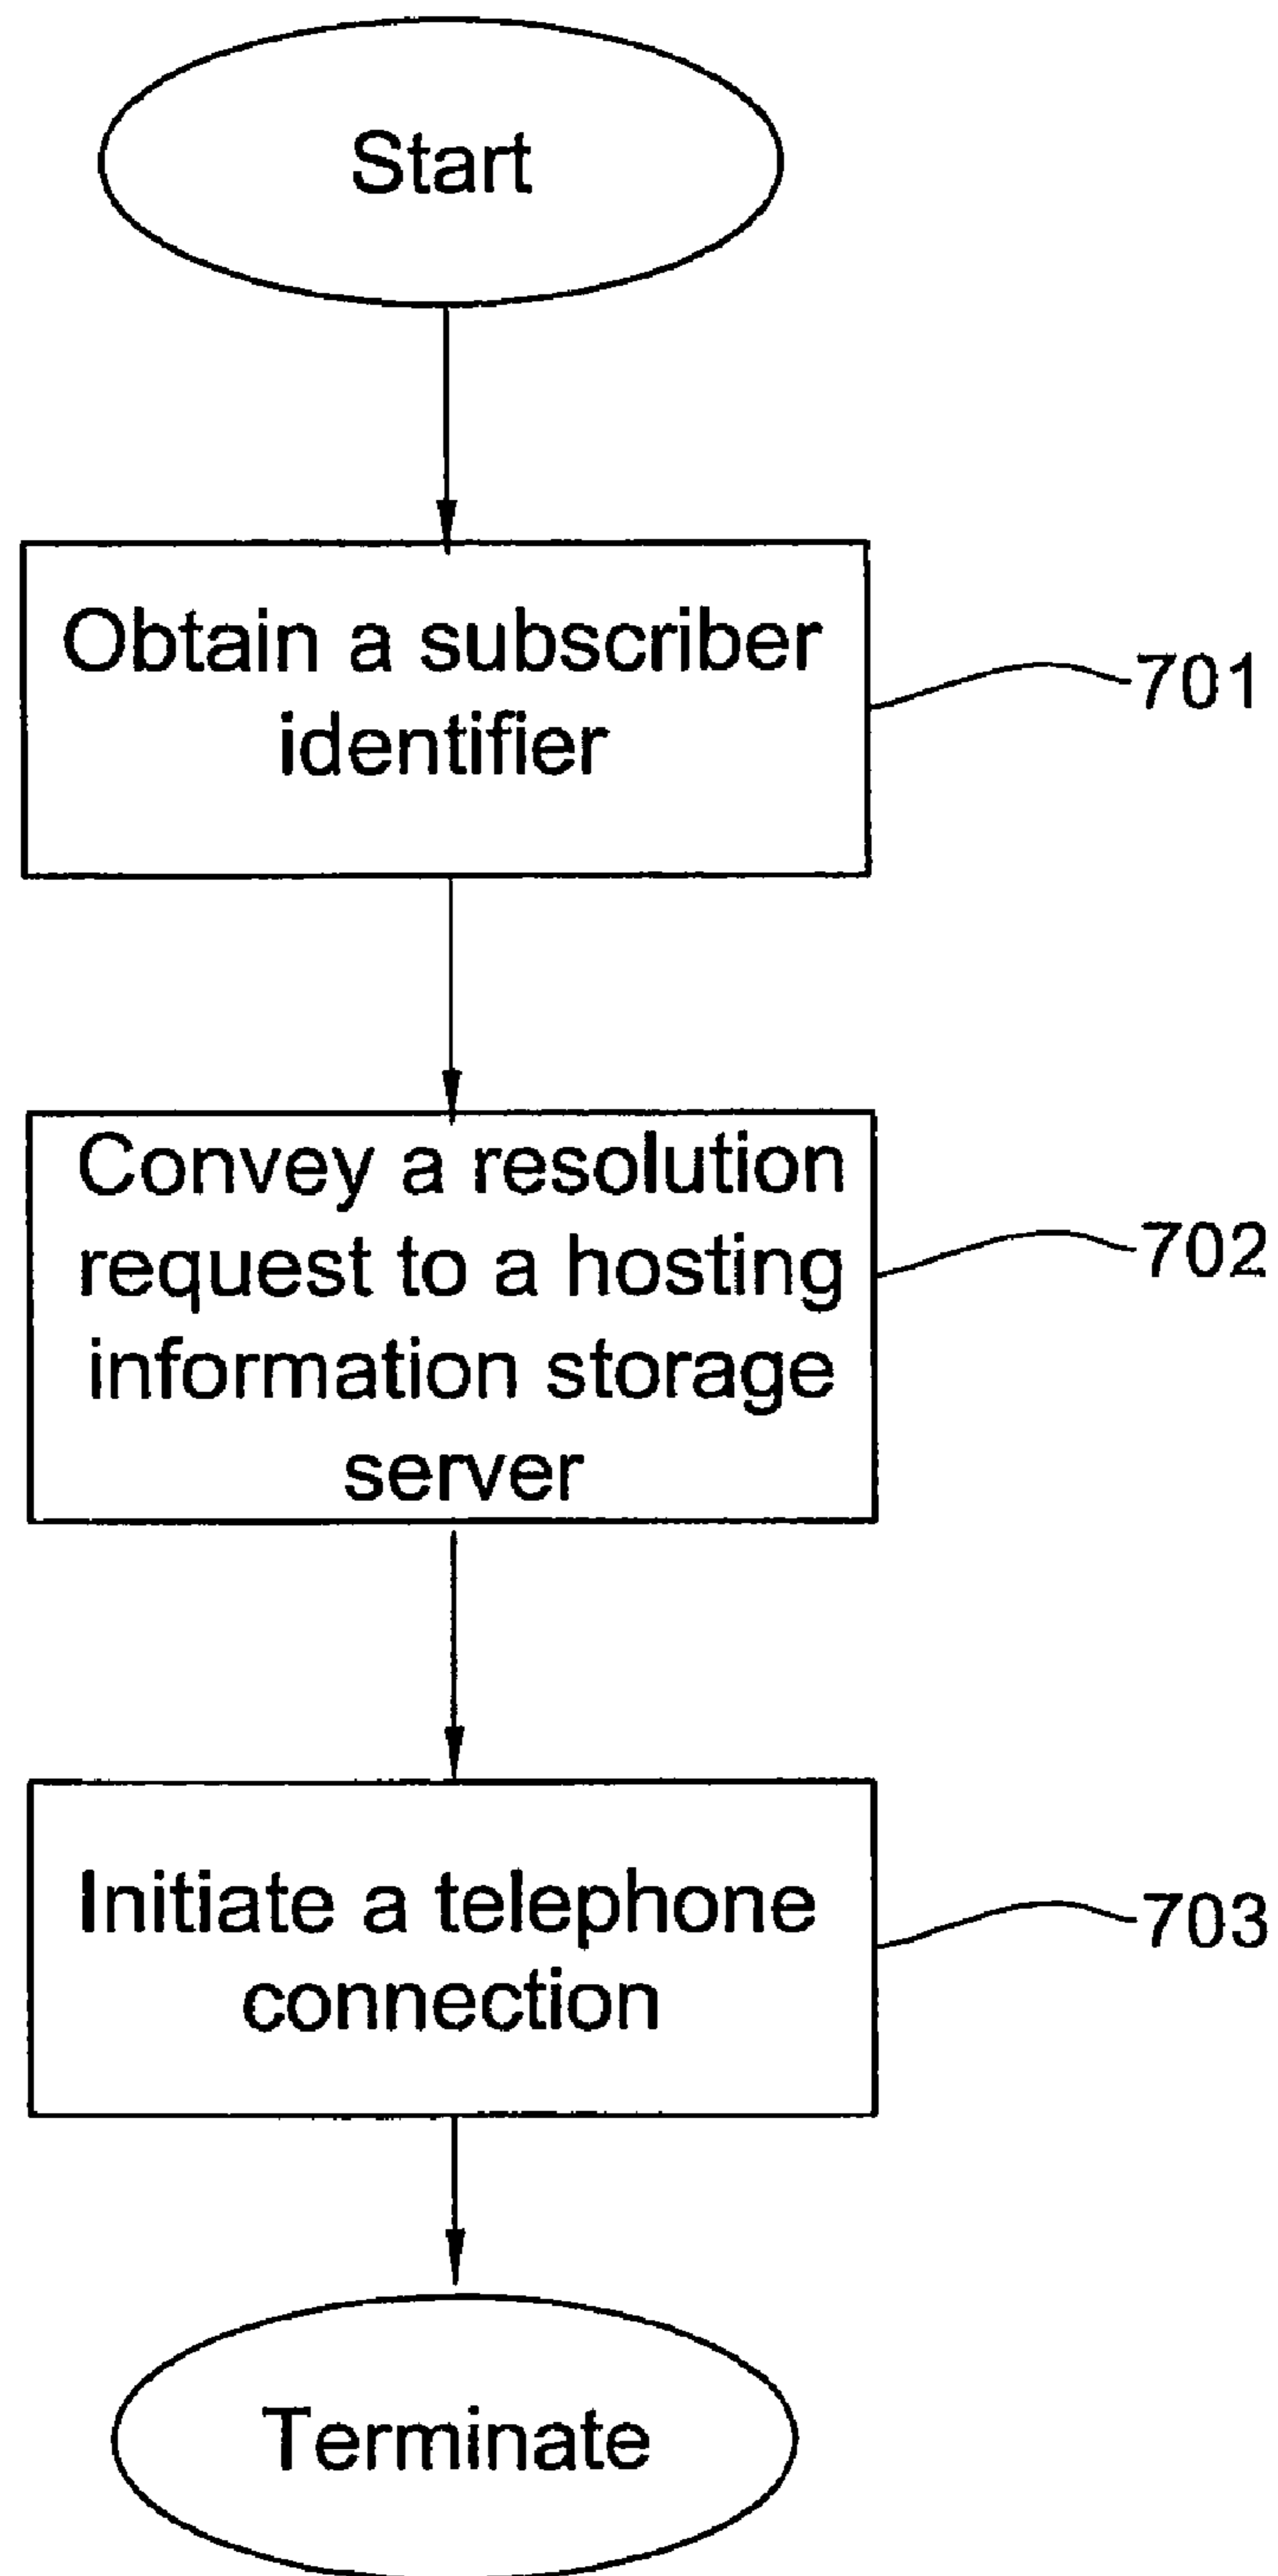 Start
Obtain a subscriber
identifier
701
Convey a resolution
request to a hosting
information storage
server
702
Initiate a telephone
connection
703
Terminate